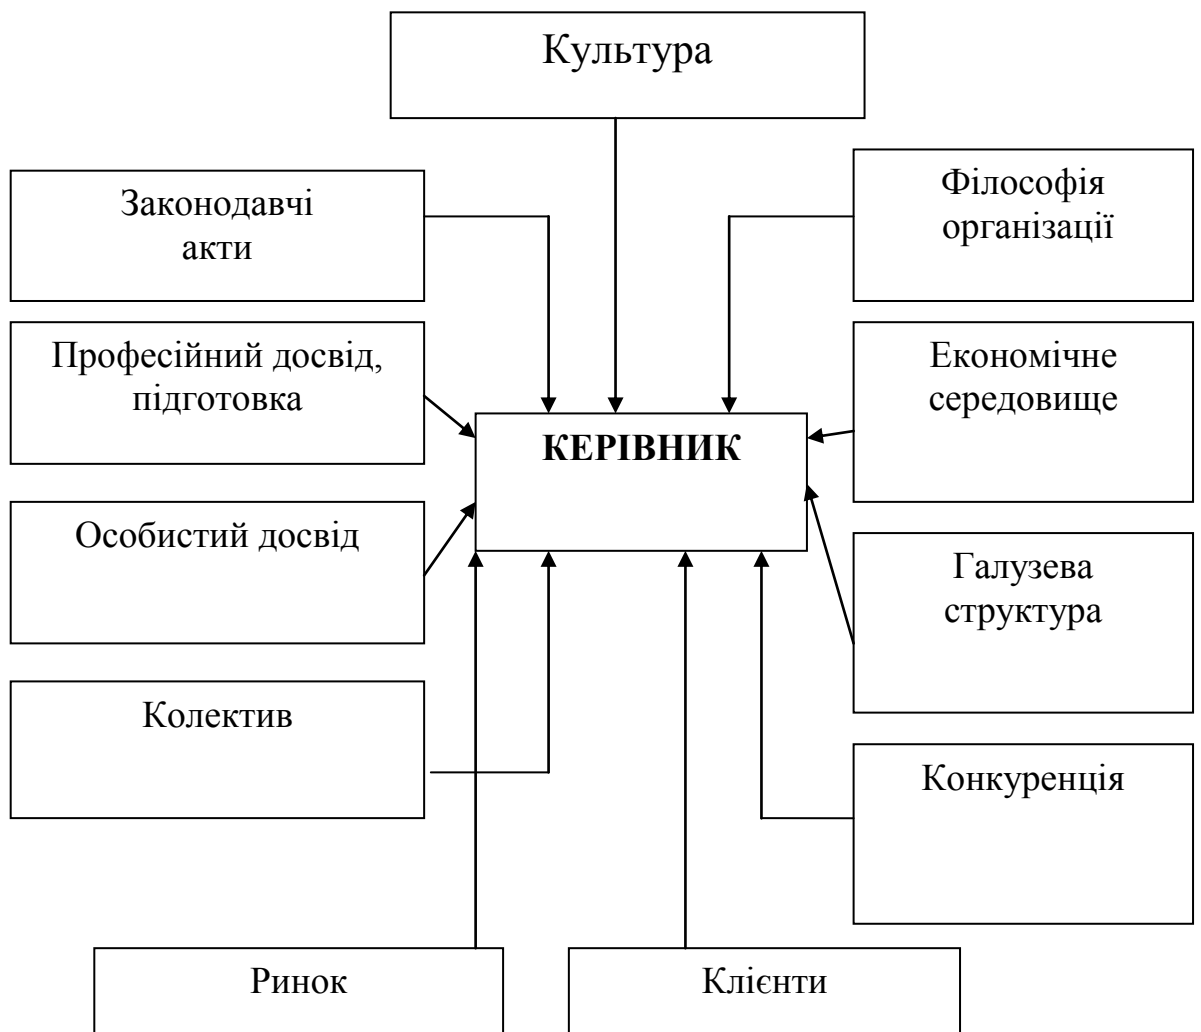 Культура
Законодавчі
акти
Філософія
організації
Професійний досвід,
підготовка
Економічне
середовище
КЕРІВНИК
Особистий досвід
Галузева
структура
Колектив
Конкуренція
Ринок
Клієнти